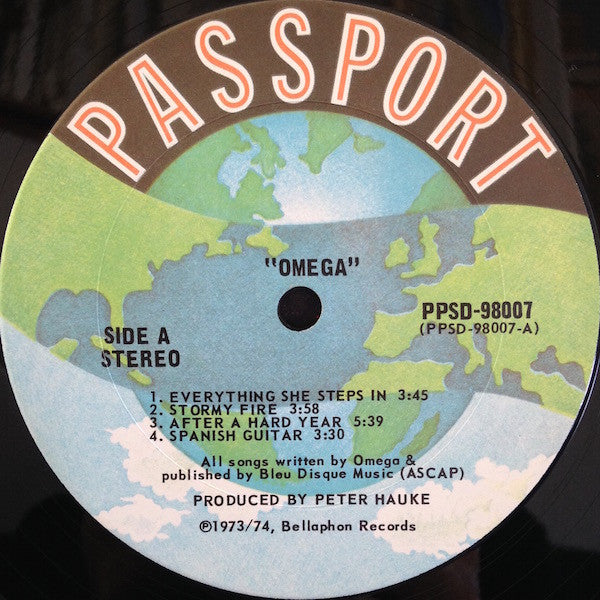 PASSPORT
"OMEGA"
PPSD-98007
(PPSD-98007-A)
SIDE A
STEREO
1. EVERYTHING SHE STEPS IN 3:45
2. STORMY FIRE 3:58
3. AFTER A HARD YEAR 5:39
4. SPANISH GUITAR 3:30
All songs written by Omega &
published by Bleu Disque Music (ASCAP)
PRODUCED BY PETER HAUKE
℗1973/74, Bellaphon Records